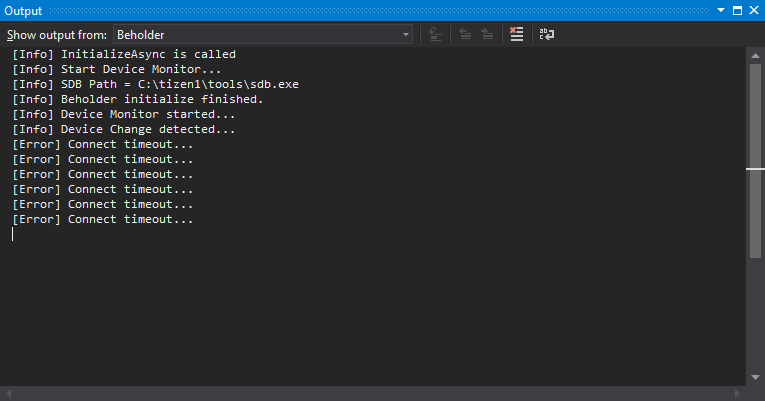 Output
Show output from: Beholder
[Info] InitializeAsync is called
[Info] Start Device Monitor...
[Info] SDB Path = C:\tizen1\tools\sdb.exe
[Info] Beholder initialize finished.
[Info] Device Monitor started...
[Info] Device Change detected...
[Error] Connect timeout...
[Error] Connect timeout...
[Error] Connect timeout...
[Error] Connect timeout...
[Error] Connect timeout...
[Error] Connect timeout...